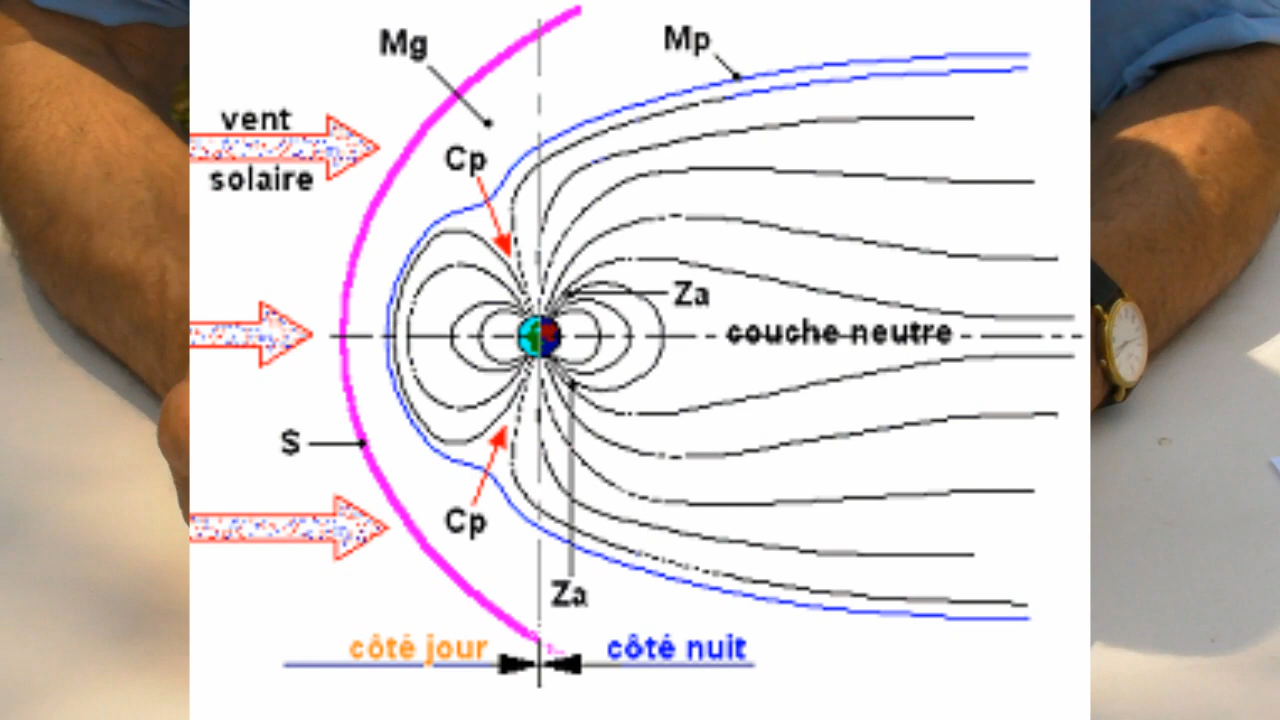 Mg
Mp
vent
solaire
Cp
Za
couche neutre
S
Cp
Za
côté jour
côté nuit